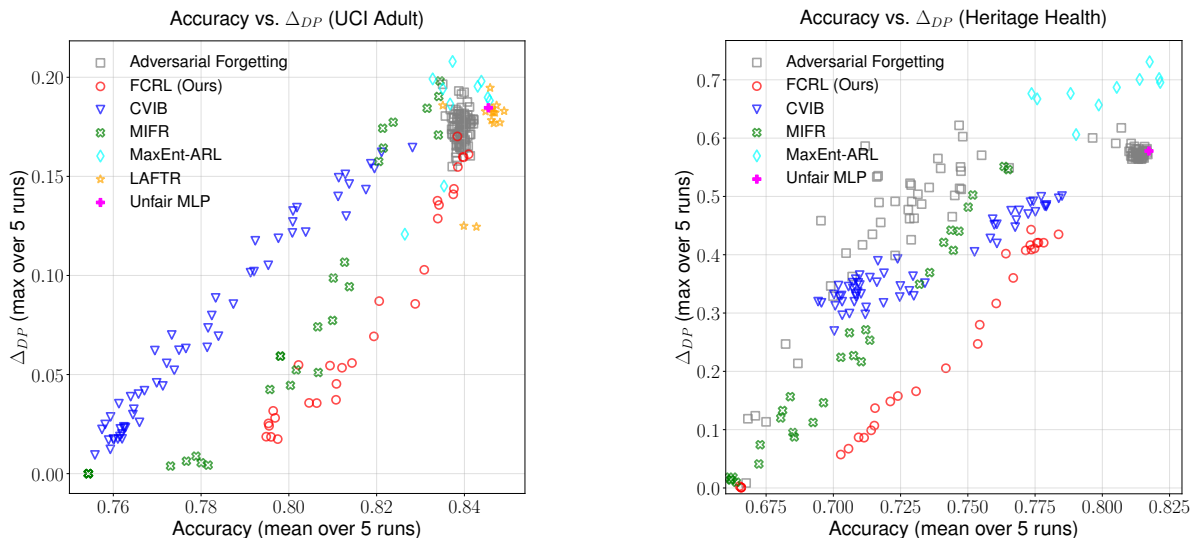 Accuracy vs. Δ_DP (UCI Adult)
Δ_DP (max over 5 runs)
0.20
0.15
0.10
0.05
0.00
Adversarial Forgetting
FCRL (Ours)
CVIB
MIFR
MaxEnt-ARL
LAFTR
Unfair MLP
0.76 0.78 0.80 0.82 0.84
Accuracy (mean over 5 runs)
Accuracy vs. Δ_DP (Heritage Health)
Δ_DP (max over 5 runs)
0.7
0.6
0.5
0.4
0.3
0.2
0.1
0.0
Adversarial Forgetting
FCRL (Ours)
CVIB
MIFR
MaxEnt-ARL
Unfair MLP
0.675 0.700 0.725 0.750 0.775 0.800 0.825
Accuracy (mean over 5 runs)